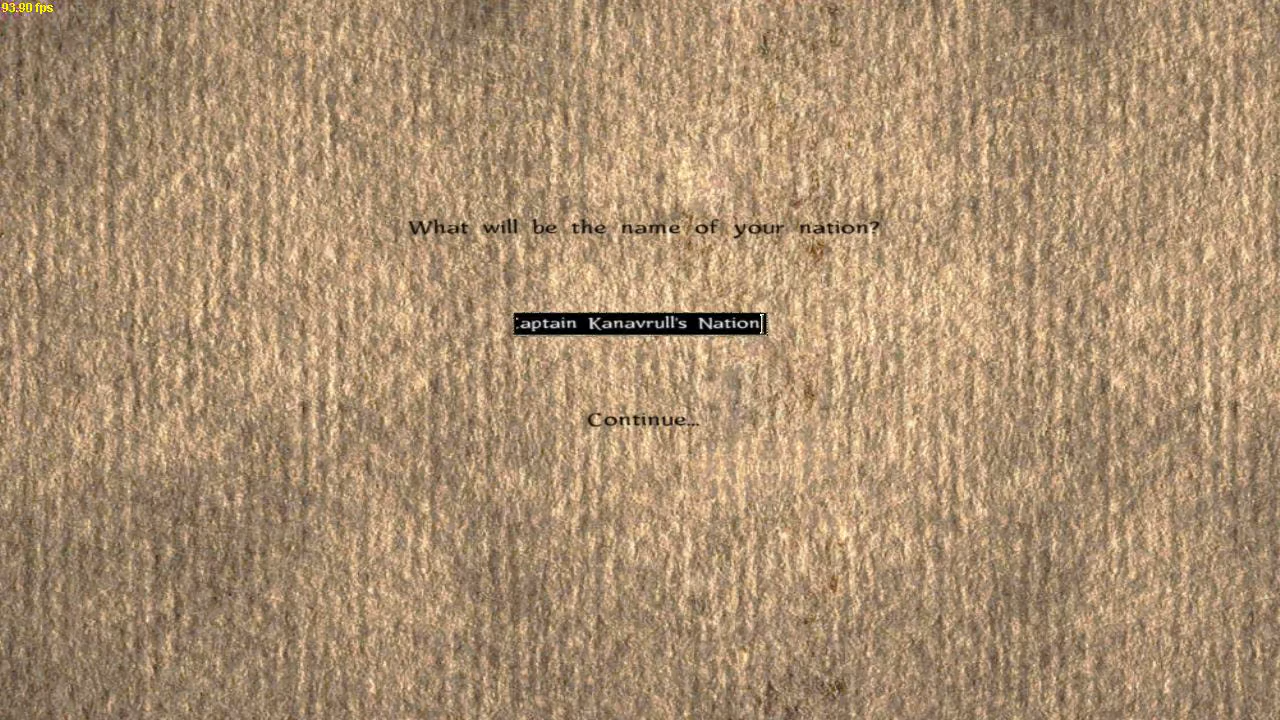 93.90 fps
What will be the name of your nation?
aptain Kanavrull's Nation
Continue...